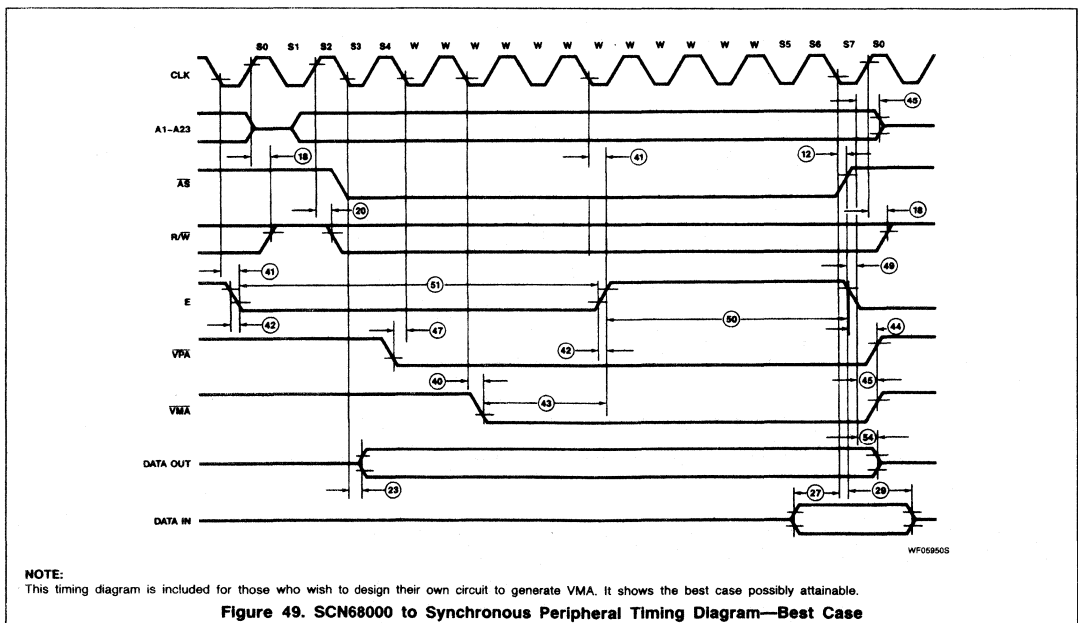 S0 S1 S2 S3 S4 W W W W W W W W W W W W S5 S6 S7 S0
CLK
45
A1–A23
18 41 12
AS
20 18
R/W
41 49
51
E
50
42 47 42 44
VPA
40 43 45
VMA
54
DATA OUT
23 27 29
DATA IN
WF05950S
NOTE:
This timing diagram is included for those who wish to design their own circuit to generate VMA. It shows the best case possibly attainable.
Figure 49. SCN68000 to Synchronous Peripheral Timing Diagram—Best Case